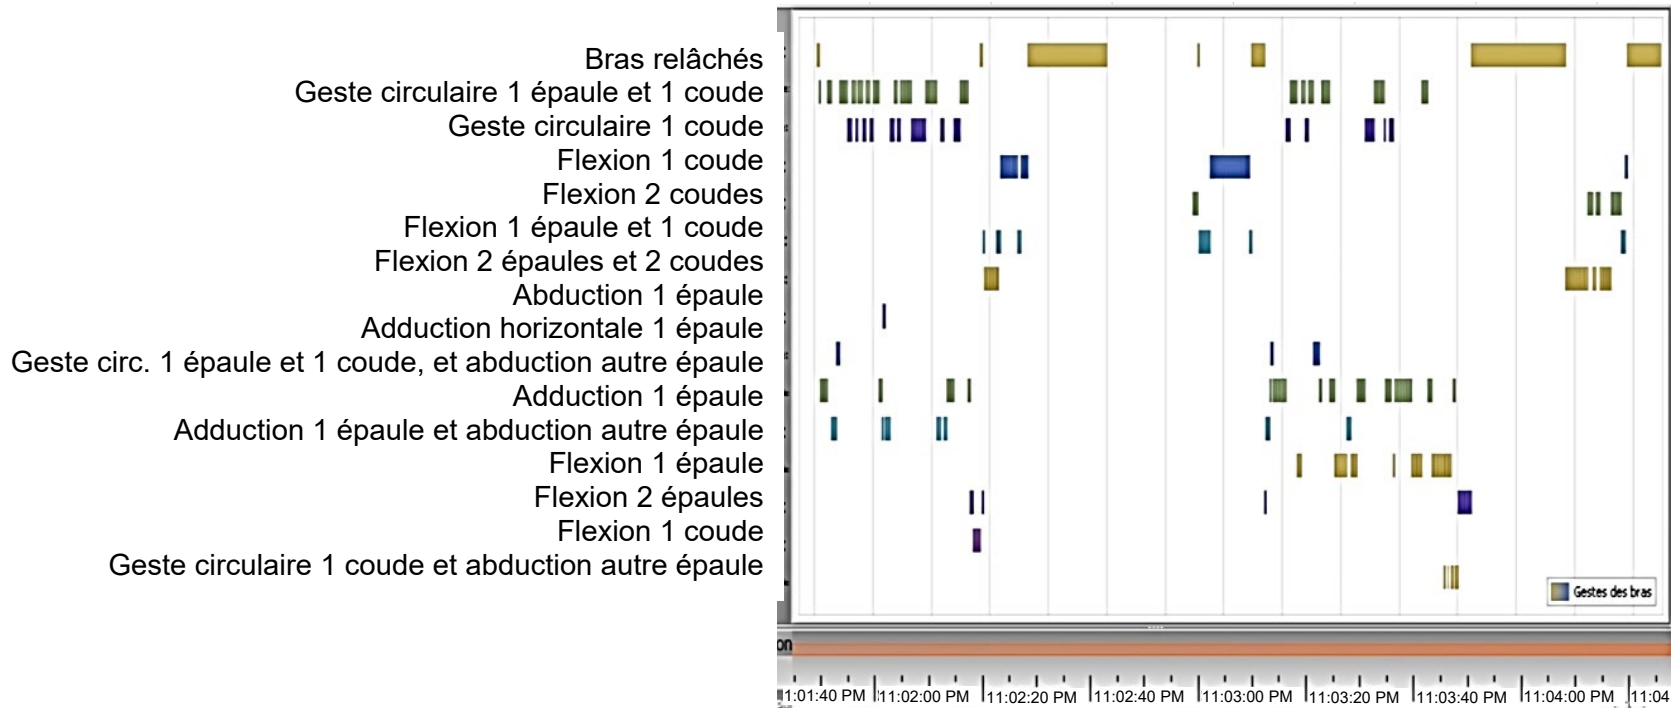 Bras relâchés
Geste circulaire 1 épaule et 1 coude
Geste circulaire 1 coude
Flexion 1 coude
Flexion 2 coudes
Flexion 1 épaule et 1 coude
Flexion 2 épaules et 2 coudes
Abduction 1 épaule
Adduction horizontale 1 épaule
Geste circ. 1 épaule et 1 coude, et abduction autre épaule
Adduction 1 épaule
Adduction 1 épaule et abduction autre épaule
Flexion 1 épaule
Flexion 2 épaules
Flexion 1 coude
Geste circulaire 1 coude et abduction autre épaule
Gestes des bras
on
1:01:40 PM 11:02:00 PM 11:02:20 PM 11:02:40 PM 11:03:00 PM 11:03:20 PM 11:03:40 PM 11:04:00 PM 11:04